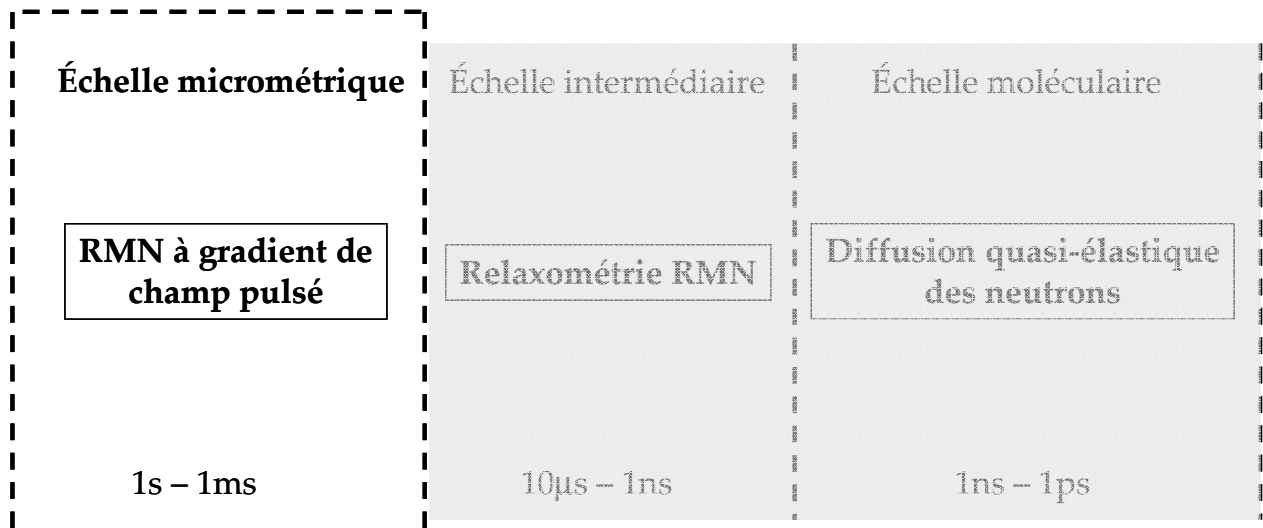 Échelle micrométrique
RMN à gradient de
champ pulsé
1s – 1ms
Échelle intermédiaire
Relaxométrie RMN
10µs – 1ns
Échelle moléculaire
Diffusion quasi-élastique
des neutrons
1ns – 1ps